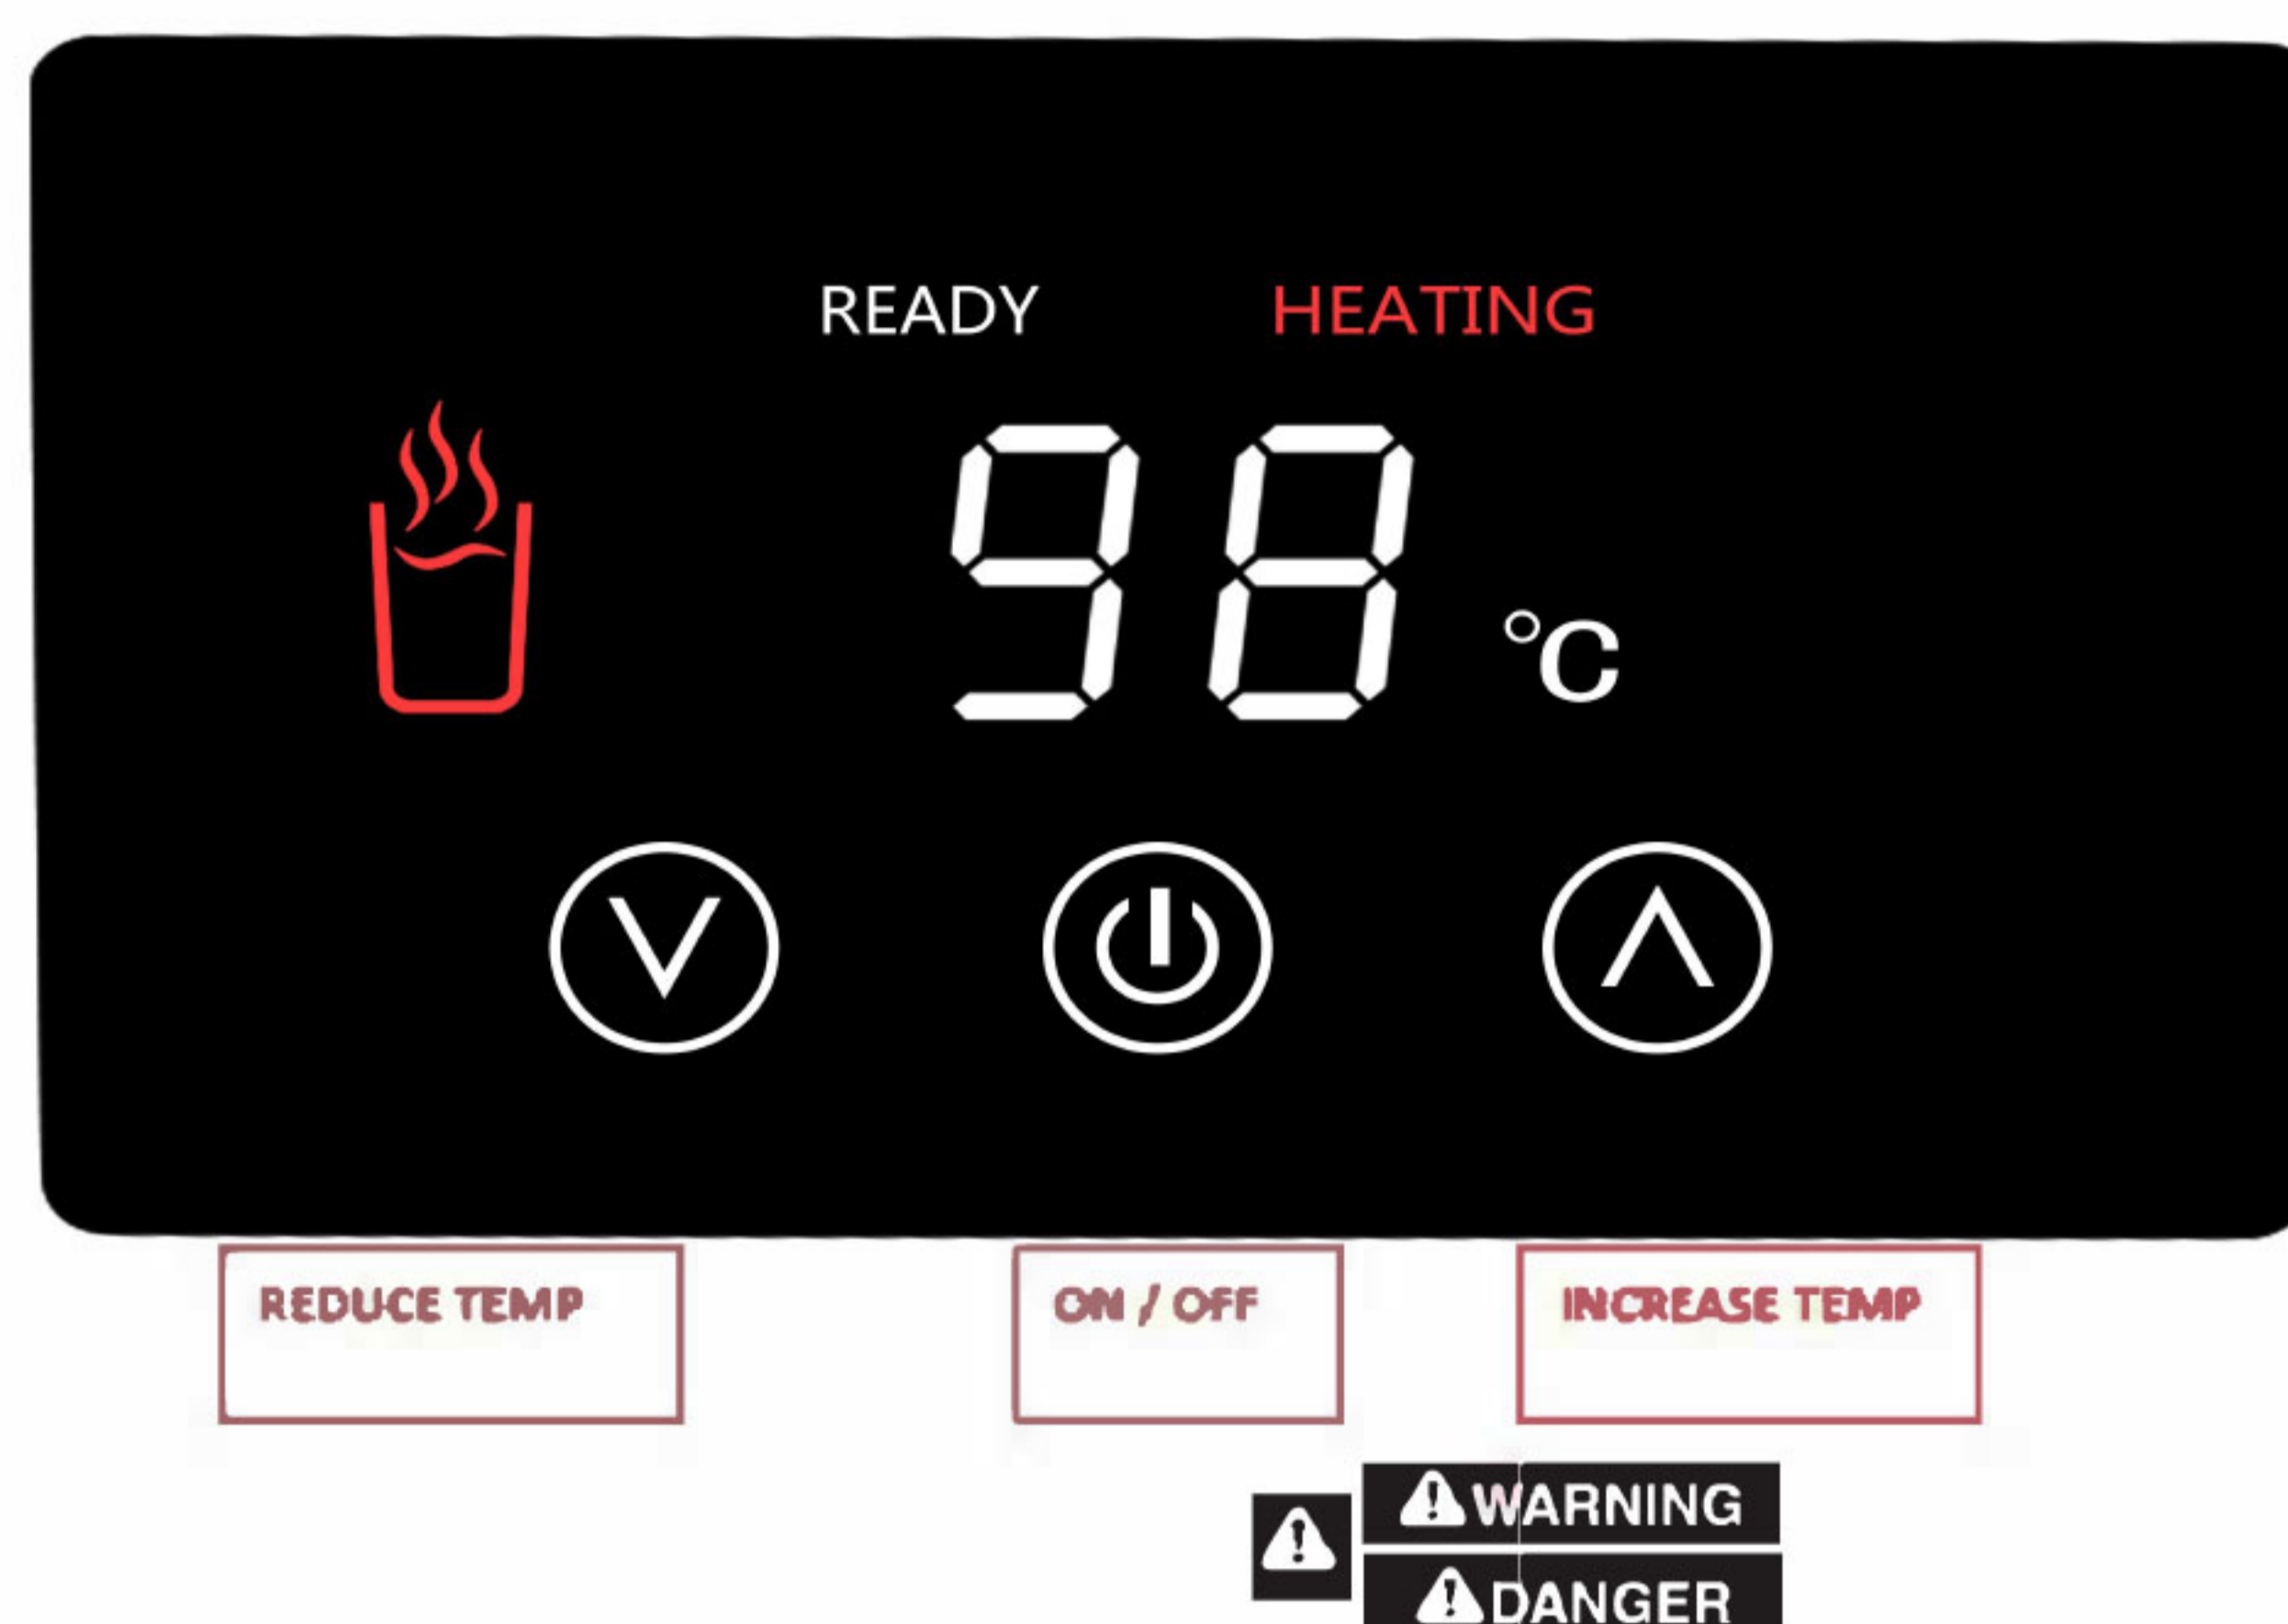 READY HEATING
98 °C
REDUCE TEMP
ON / OFF
INCREASE TEMP
WARNING
DANGER